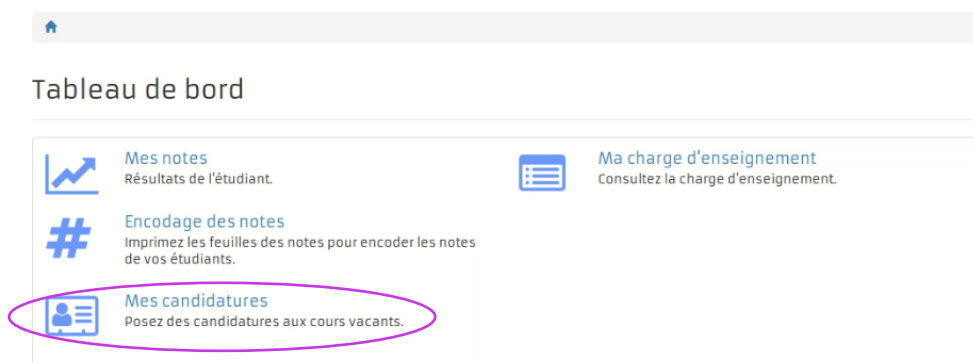 Tableau de bord
Mes notes
Résultats de l'étudiant.
Ma charge d'enseignement
Consultez la charge d'enseignement.
Encodage des notes
Imprimez les feuilles des notes pour encoder les notes
de vos étudiants.
Mes candidatures
Posez des candidatures aux cours vacants.